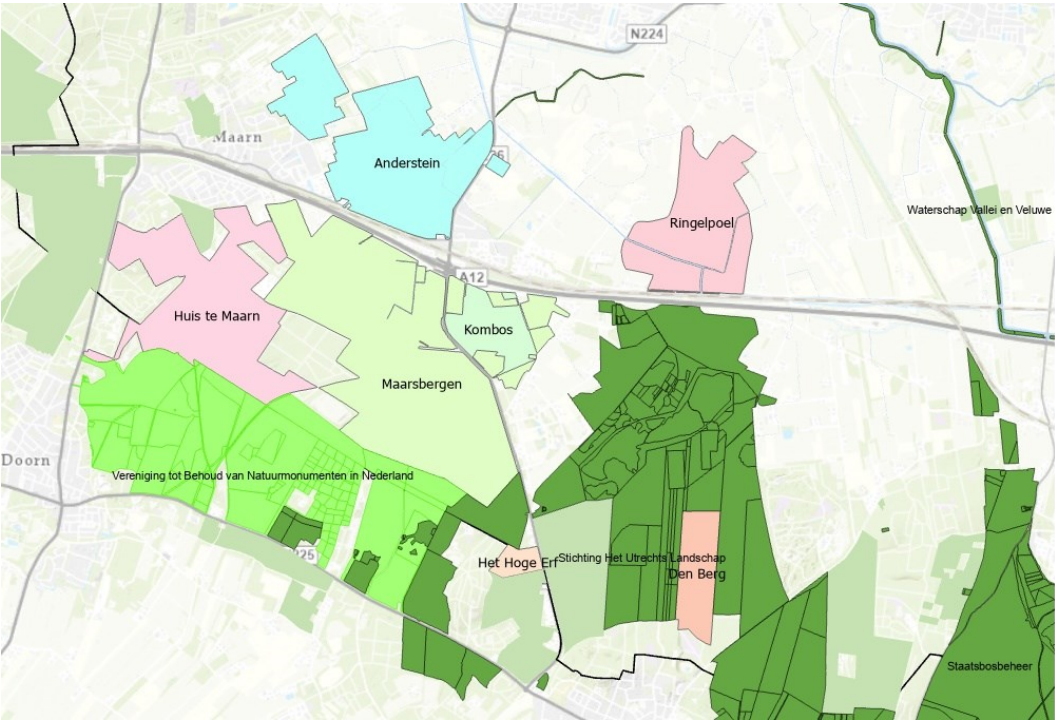 N224
Maarn
Anderstein
Waterschap Vallei en Veluwe
Ringelpoel
A12
Huis te Maarn
Kombos
Maarsbergen
Doorn
Vereniging tot Behoud van Natuurmonumenten in Nederland
Het Hoge Erf
Stichting Het Utrechts Landschap
Den Berg
Staatsbosbeheer